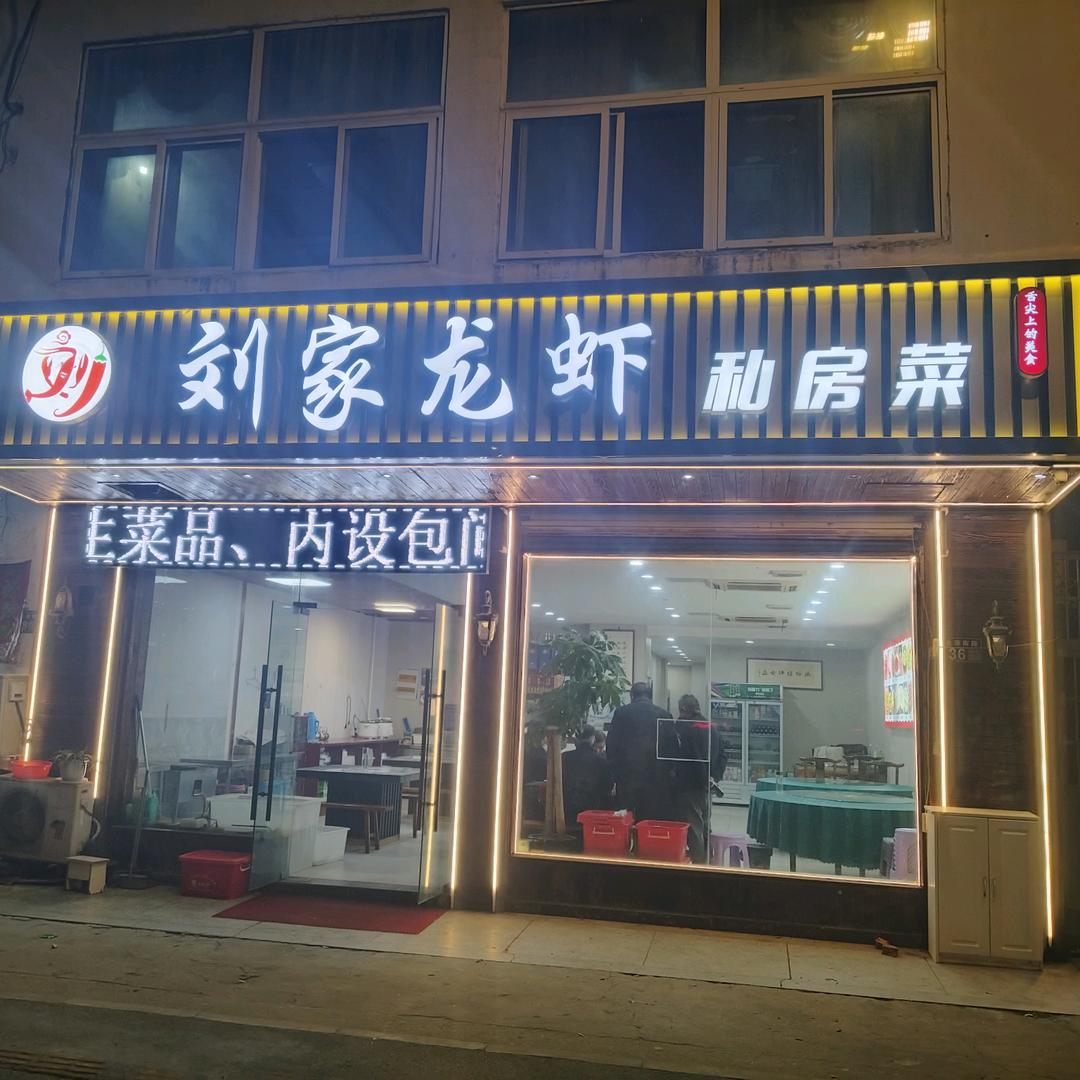 刘
刘家龙虾
私房菜
舌尖上的美食
菜品、内设包
36